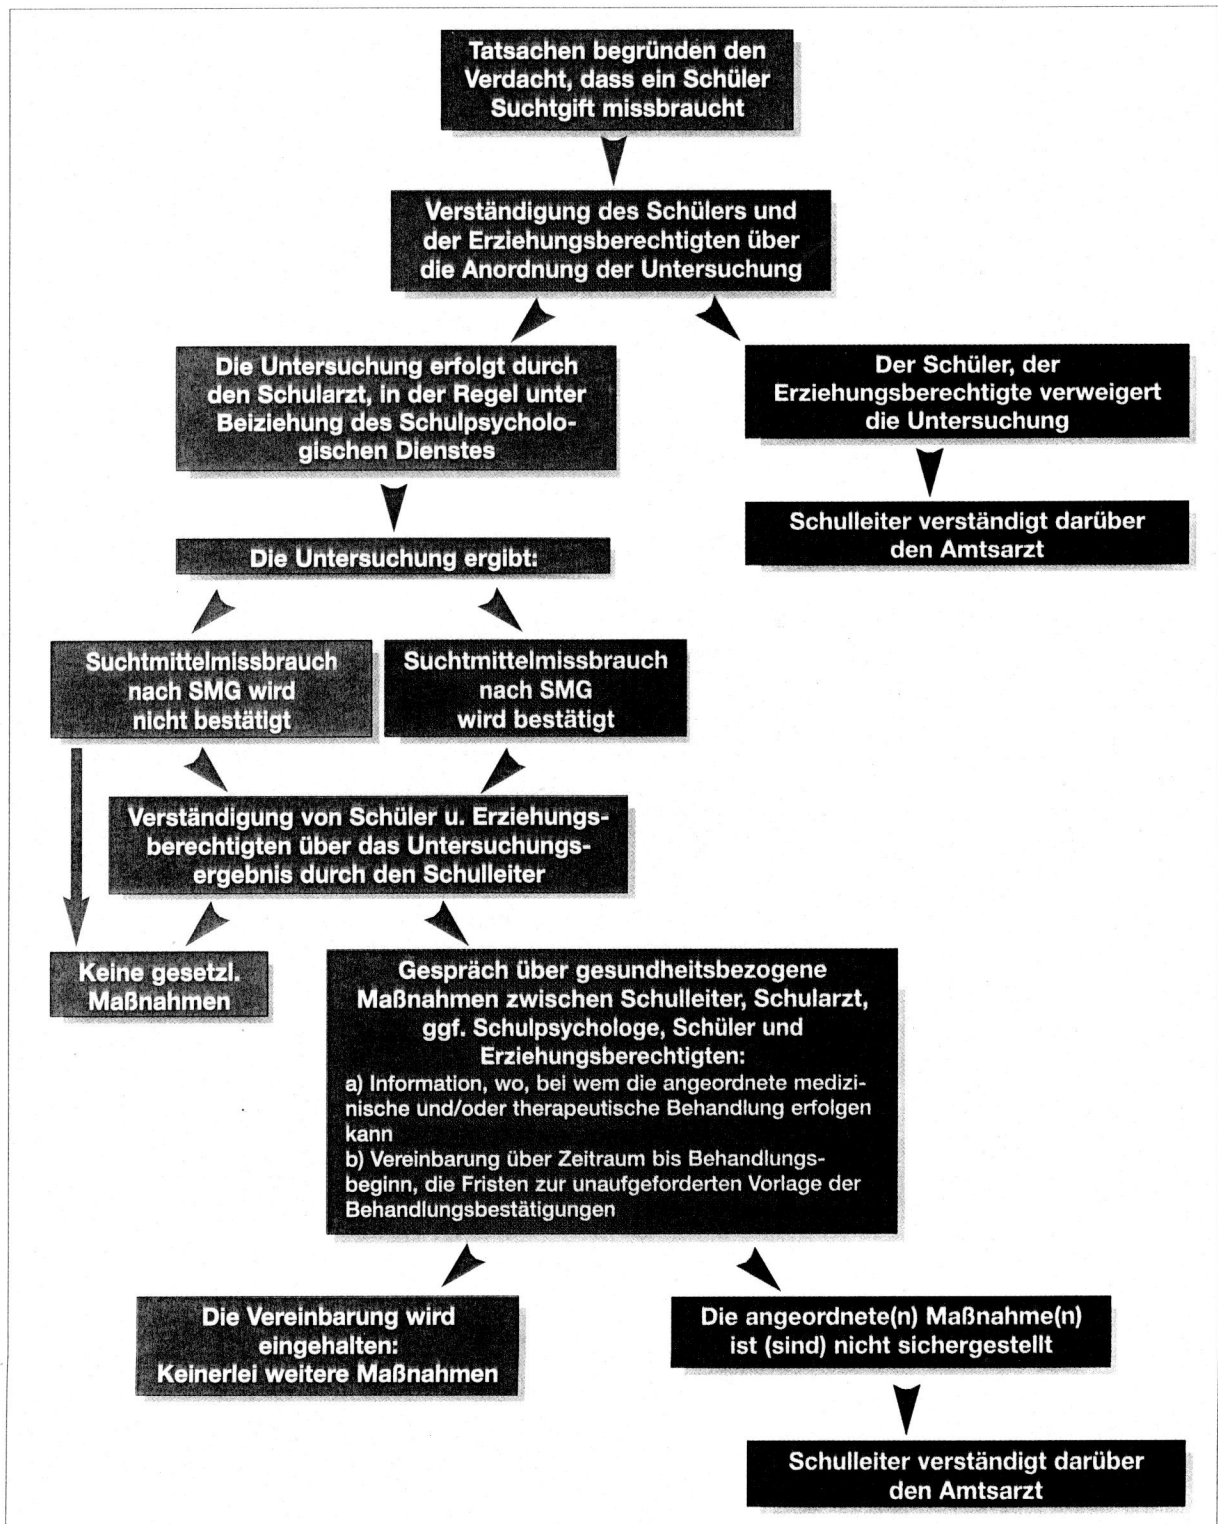 Tatsachen begründen den
Verdacht, dass ein Schüler
Suchtgift missbraucht
Verständigung des Schülers und
der Erziehungsberechtigten über
die Anordnung der Untersuchung
Die Untersuchung erfolgt durch
den Schularzt, in der Regel unter
Beiziehung des Schulpsycholo-
gischen Dienstes
Der Schüler, der
Erziehungsberechtigte verweigert
die Untersuchung
Schulleiter verständigt darüber
den Amtsarzt
Die Untersuchung ergibt:
Suchtmittelmissbrauch
nach SMG wird
nicht bestätigt
Suchtmittelmissbrauch
nach SMG
wird bestätigt
Verständigung von Schüler u. Erziehungs-
berechtigten über das Untersuchungs-
ergebnis durch den Schulleiter
Keine gesetzl.
Maßnahmen
Gespräch über gesundheitsbezogene
Maßnahmen zwischen Schulleiter, Schularzt,
ggf. Schulpsychologe, Schüler und
Erziehungsberechtigten:
a) Information, wo, bei wem die angeordnete medizi-
nische und/oder therapeutische Behandlung erfolgen
kann
b) Vereinbarung über Zeitraum bis Behandlungs-
beginn, die Fristen zur unaufgeforderten Vorlage der
Behandlungsbestätigungen
Die Vereinbarung wird
eingehalten:
Keinerlei weitere Maßnahmen
Die angeordnete(n) Maßnahme(n)
ist (sind) nicht sichergestellt
Schulleiter verständigt darüber
den Amtsarzt